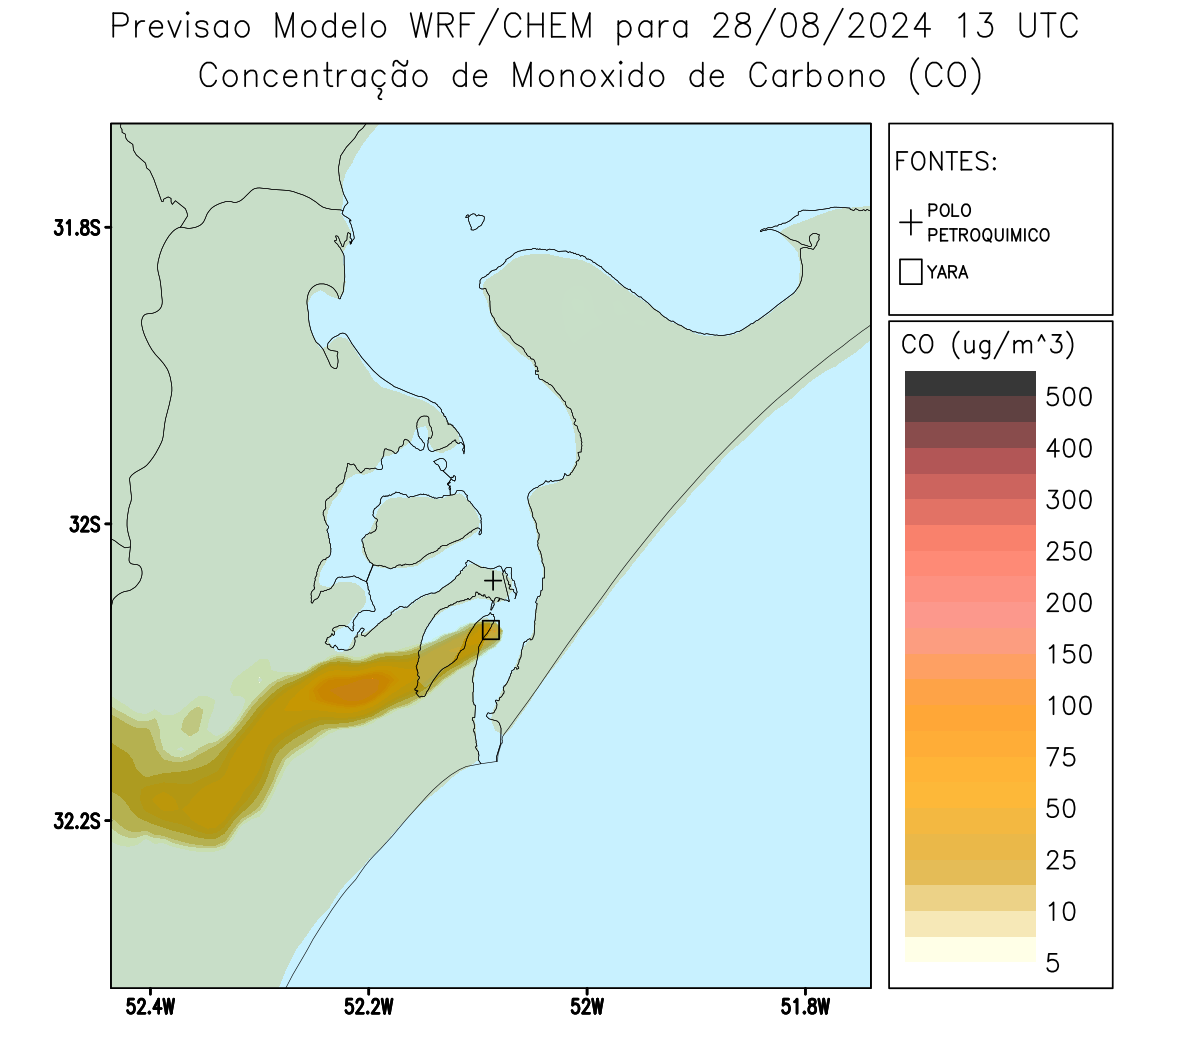 Previsao Modelo WRF/CHEM para 28/08/2024 13 UTC
Concentração de Monoxido de Carbono (CO)
FONTES:
POLO
PETROQUIMICO
YARA
CO (ug/m^3)
500
400
300
250
200
150
100
75
50
25
10
5
31.8S
32S
32.2S
52.4W
52.2W
52W
51.8W